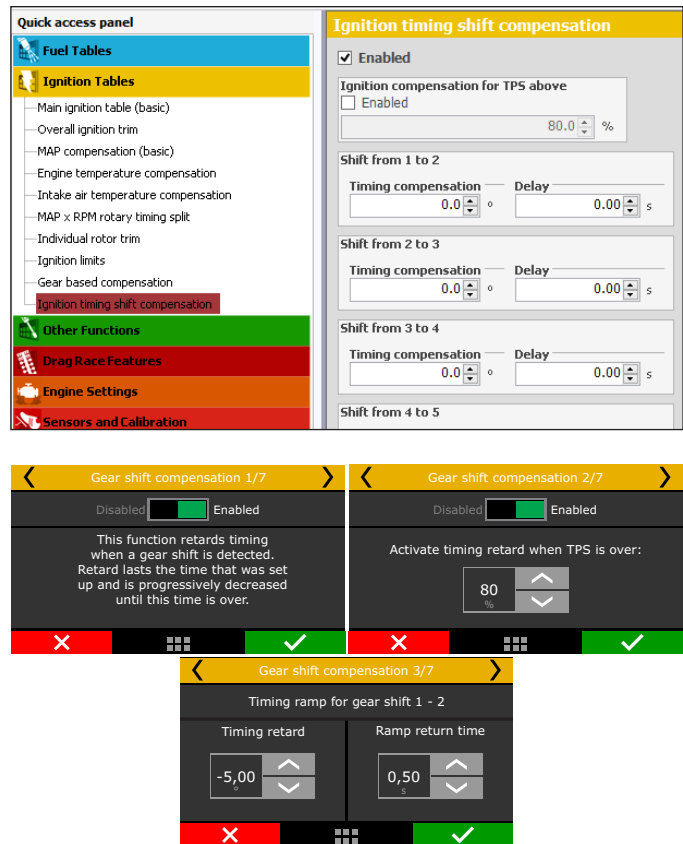 Quick access panel
Fuel Tables
Ignition Tables
Main ignition table (basic)
Overall ignition trim
MAP compensation (basic)
Engine temperature compensation
Intake air temperature compensation
MAP x RPM rotary timing split
Individual rotor trim
Ignition limits
Gear based compensation
Ignition timing shift compensation
Other Functions
Drag Race Features
Engine Settings
Sensors and Calibration
Ignition timing shift compensation
Enabled
Ignition compensation for TPS above
Enabled
80.0 %
Shift from 1 to 2
Timing compensation Delay
0.0 ° 0.00 s
Shift from 2 to 3
Timing compensation Delay
0.0 ° 0.00 s
Shift from 3 to 4
Timing compensation Delay
0.0 ° 0.00 s
Shift from 4 to 5
Gear shift compensation 1/7
Disabled Enabled
This function retards timing
when a gear shift is detected.
Retard lasts the time that was set
up and is progressively decreased
until this time is over.
Gear shift compensation 2/7
Disabled Enabled
Activate timing retard when TPS is over:
80
%
Gear shift compensation 3/7
Timing ramp for gear shift 1 - 2
Timing retard Ramp return time
-5,00 0,50
° s